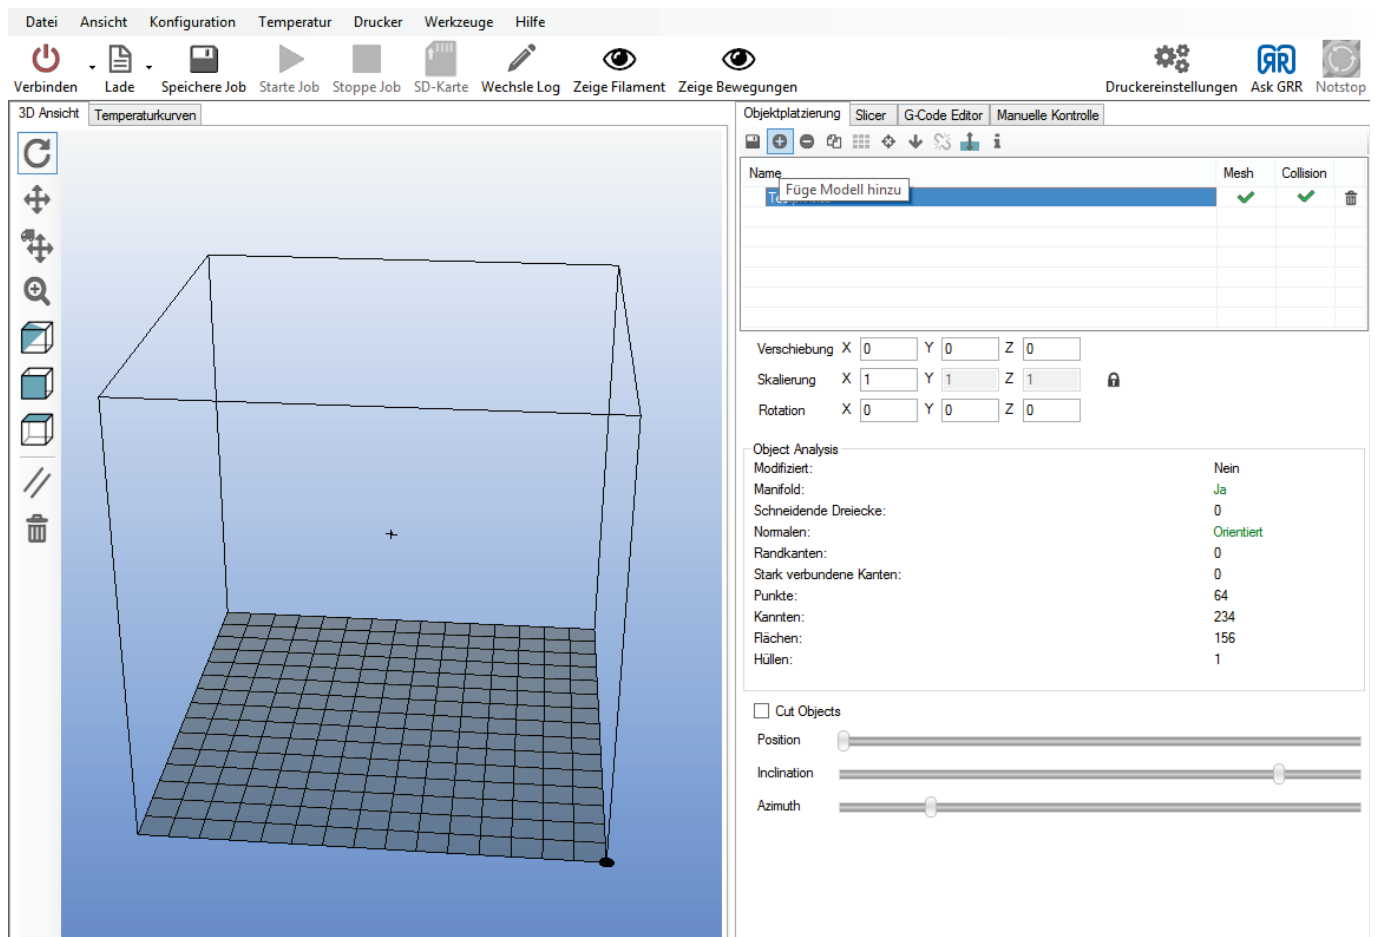 Datei Ansicht Konfiguration Temperatur Drucker Werkzeuge Hilfe
Verbinden Lade Speichere Job Starte Job Stoppe Job SD-Karte Wechsle Log Zeige Filament Zeige Bewegungen Druckereinstellungen Ask GRR Notstop
3D Ansicht Temperaturkurven
Objektplatzierung Slicer G-Code Editor Manuelle Kontrolle
Name Mesh Collision
Füge Modell hinzu
Verschiebung X 0 Y 0 Z 0
Skalierung X 1 Y 1 Z 1
Rotation X 0 Y 0 Z 0
Object Analysis
Modifiziert: Nein
Manifold: Ja
Schneidende Dreiecke: 0
Normalen: Orientiert
Randkanten: 0
Stark verbundene Kanten: 0
Punkte: 64
Kannten: 234
Flächen: 156
Hüllen: 1
Cut Objects
Position
Inclination
Azimuth